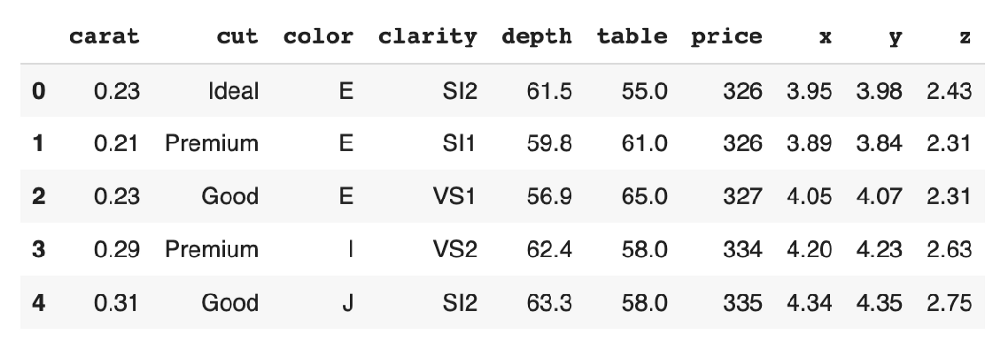 carat cut color clarity depth table price x y z
0 0.23 Ideal E SI2 61.5 55.0 326 3.95 3.98 2.43
1 0.21 Premium E SI1 59.8 61.0 326 3.89 3.84 2.31
2 0.23 Good E VS1 56.9 65.0 327 4.05 4.07 2.31
3 0.29 Premium I VS2 62.4 58.0 334 4.20 4.23 2.63
4 0.31 Good J SI2 63.3 58.0 335 4.34 4.35 2.75